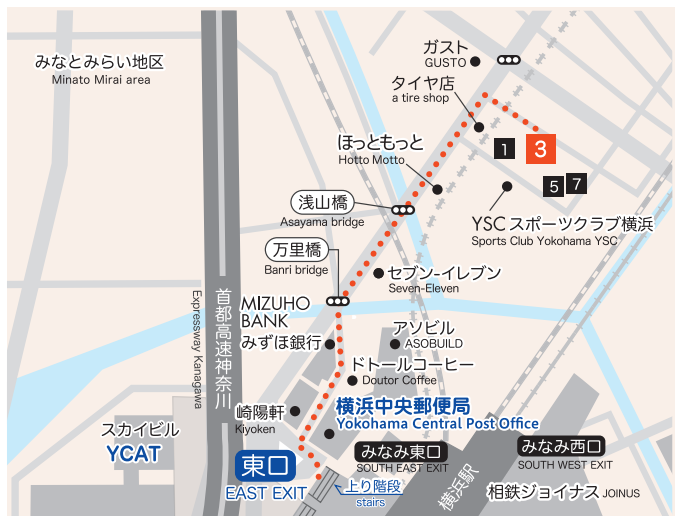 ガスト
GUSTO
みなとみらい地区
Minato Mirai area
タイヤ店
a tire shop
ほっともっと
Hotto Motto
1
3
5
7
浅山橋
Asayama bridge
YSC スポーツクラブ横浜
Sports Club Yokohama YSC
万里橋
Banri bridge
セブン-イレブン
Seven-Eleven
首都高速神奈川
Expressway Kanagawa
MIZUHO
BANK
みずほ銀行
アソビル
ASOBUILD
ドトールコーヒー
Doutor Coffee
崎陽軒
Kiyoken
横浜中央郵便局
Yokohama Central Post Office
スカイビル
YCAT
東口
EAST EXIT
みなみ東口
SOUTH EAST EXIT
みなみ西口
SOUTH WEST EXIT
上り階段
stairs
横浜駅
相鉄ジョイナス JOINUS